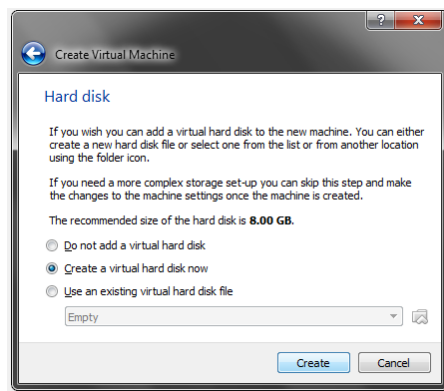 ?
X
Create Virtual Machine
Hard disk
If you wish you can add a virtual hard disk to the new machine. You can either
create a new hard disk file or select one from the list or from another location
using the folder icon.
If you need a more complex storage set-up you can skip this step and make
the changes to the machine settings once the machine is created.
The recommended size of the hard disk is 8.00 GB.
Do not add a virtual hard disk
Create a virtual hard disk now
Use an existing virtual hard disk file
Empty
Create Cancel